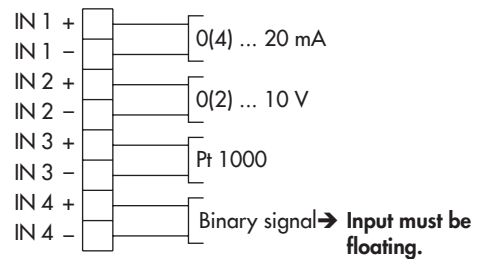 IN 1 +
0(4) ... 20 mA
IN 1 –
IN 2 +
0(2) ... 10 V
IN 2 –
IN 3 +
Pt 1000
IN 3 –
IN 4 +
Binary signal➔ Input must be
IN 4 –
floating.